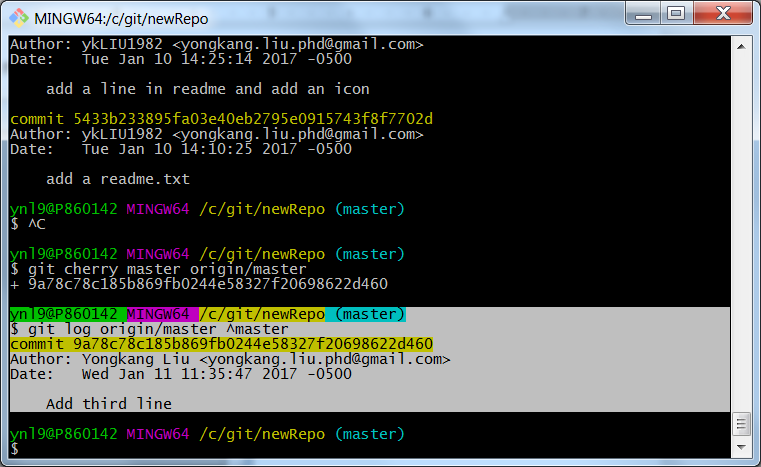 MINGW64:/c/git/newRepo
Author: ykLIU1982 <yongkang.liu.phd@gmail.com>
Date:   Tue Jan 10 14:25:14 2017 -0500
    add a line in readme and add an icon
commit 5433b233895fa03e40eb2795e0915743f8f7702d
Author: ykLIU1982 <yongkang.liu.phd@gmail.com>
Date:   Tue Jan 10 14:10:25 2017 -0500
    add a readme.txt
ynl9@P860142 MINGW64 /c/git/newRepo (master)
$ ^C
ynl9@P860142 MINGW64 /c/git/newRepo (master)
$ git cherry master origin/master
+ 9a78c78c185b869fb0244e58327f20698622d460
ynl9@P860142 MINGW64 /c/git/newRepo (master)
$ git log origin/master ^master
commit 9a78c78c185b869fb0244e58327f20698622d460
Author: Yongkang Liu <yongkang.liu.phd@gmail.com>
Date:   Wed Jan 11 11:35:47 2017 -0500
    Add third line
ynl9@P860142 MINGW64 /c/git/newRepo (master)
$